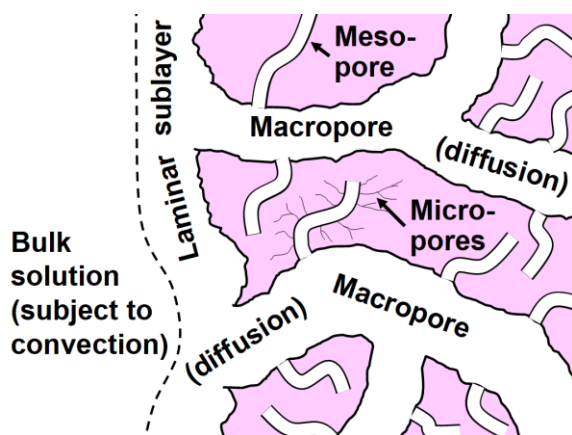 Meso-
pore
Laminar sublayer
Macropore
(diffusion)
Micro-
pores
Bulk
solution
(subject to
convection)
Macropore
(diffusion)